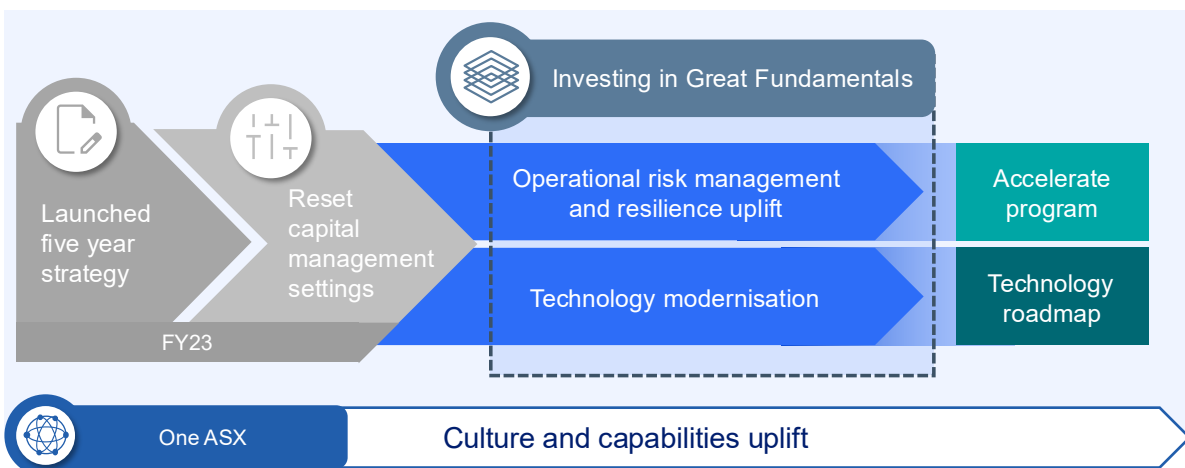 Investing in Great Fundamentals
Launched
five year
strategy
Reset
capital
management
settings
FY23
Operational risk management
and resilience uplift
Accelerate
program
Technology modernisation
Technology
roadmap
One ASX
Culture and capabilities uplift